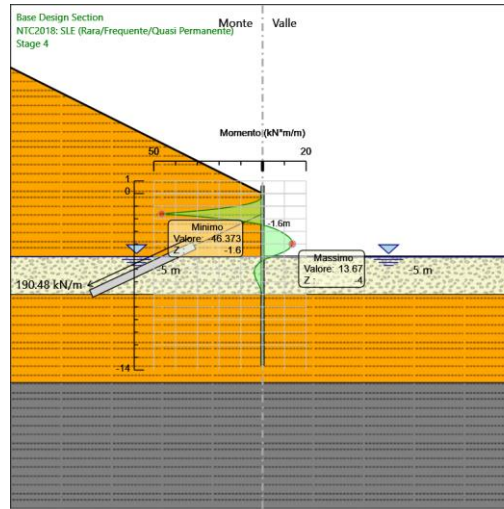 Base Design Section
NTC2018: SLE (Rara/Frequente/Quasi Permanente)
Stage 4
Monte
Valle
Momento (kN*m/m)
50
20
1
0
-1.6m
Minimo
Valore: -46.373
Z -1.6
Massimo
Valore: 13.67
Z -4
-5 m
-5 m
190.48 kN/m
-14